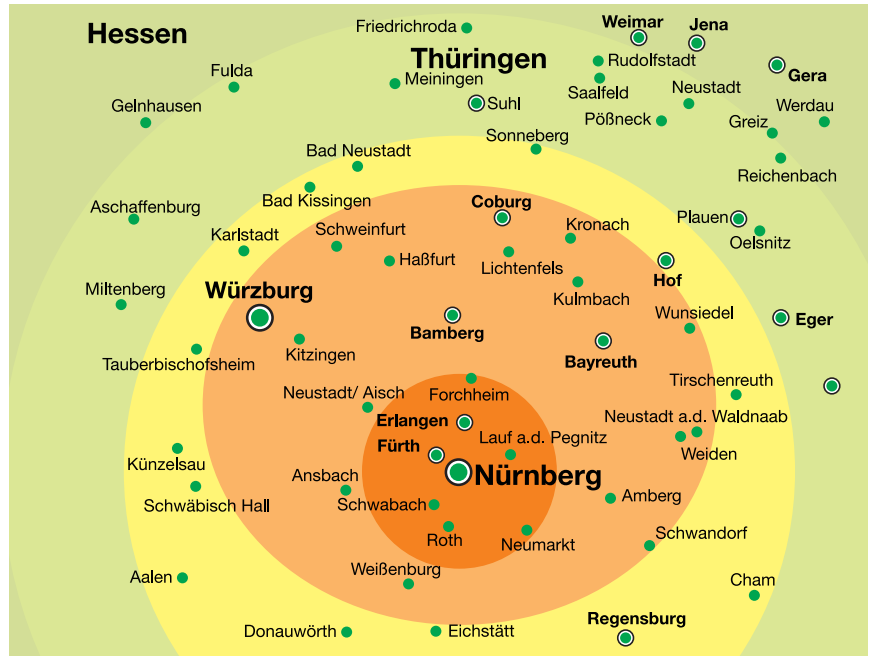 Friedrichroda
Weimar
Jena
Hessen
Thüringen
Rudolfstadt
Gera
Fulda
Meiningen
Saalfeld
Neustadt
Gelnhausen
Suhl
Werdau
Pößneck
Greiz
Sonneberg
Bad Neustadt
Reichenbach
Bad Kissingen
Aschaffenburg
Coburg
Plauen
Karlstadt
Schweinfurt
Kronach
Oelsnitz
Haßfurt
Lichtenfels
Hof
Miltenberg
Würzburg
Kulmbach
Wunsiedel
Bamberg
Eger
Tauberbischofsheim
Kitzingen
Bayreuth
Tirschenreuth
Neustadt/ Aisch
Forchheim
Erlangen
Neustadt a.d. Waldnaab
Fürth
Lauf a.d. Pegnitz
Künzelsau
Weiden
Ansbach
Nürnberg
Schwäbisch Hall
Schwabach
Amberg
Roth
Neumarkt
Schwandorf
Weißenburg
Aalen
Cham
Regensburg
Donauwörth
Eichstätt